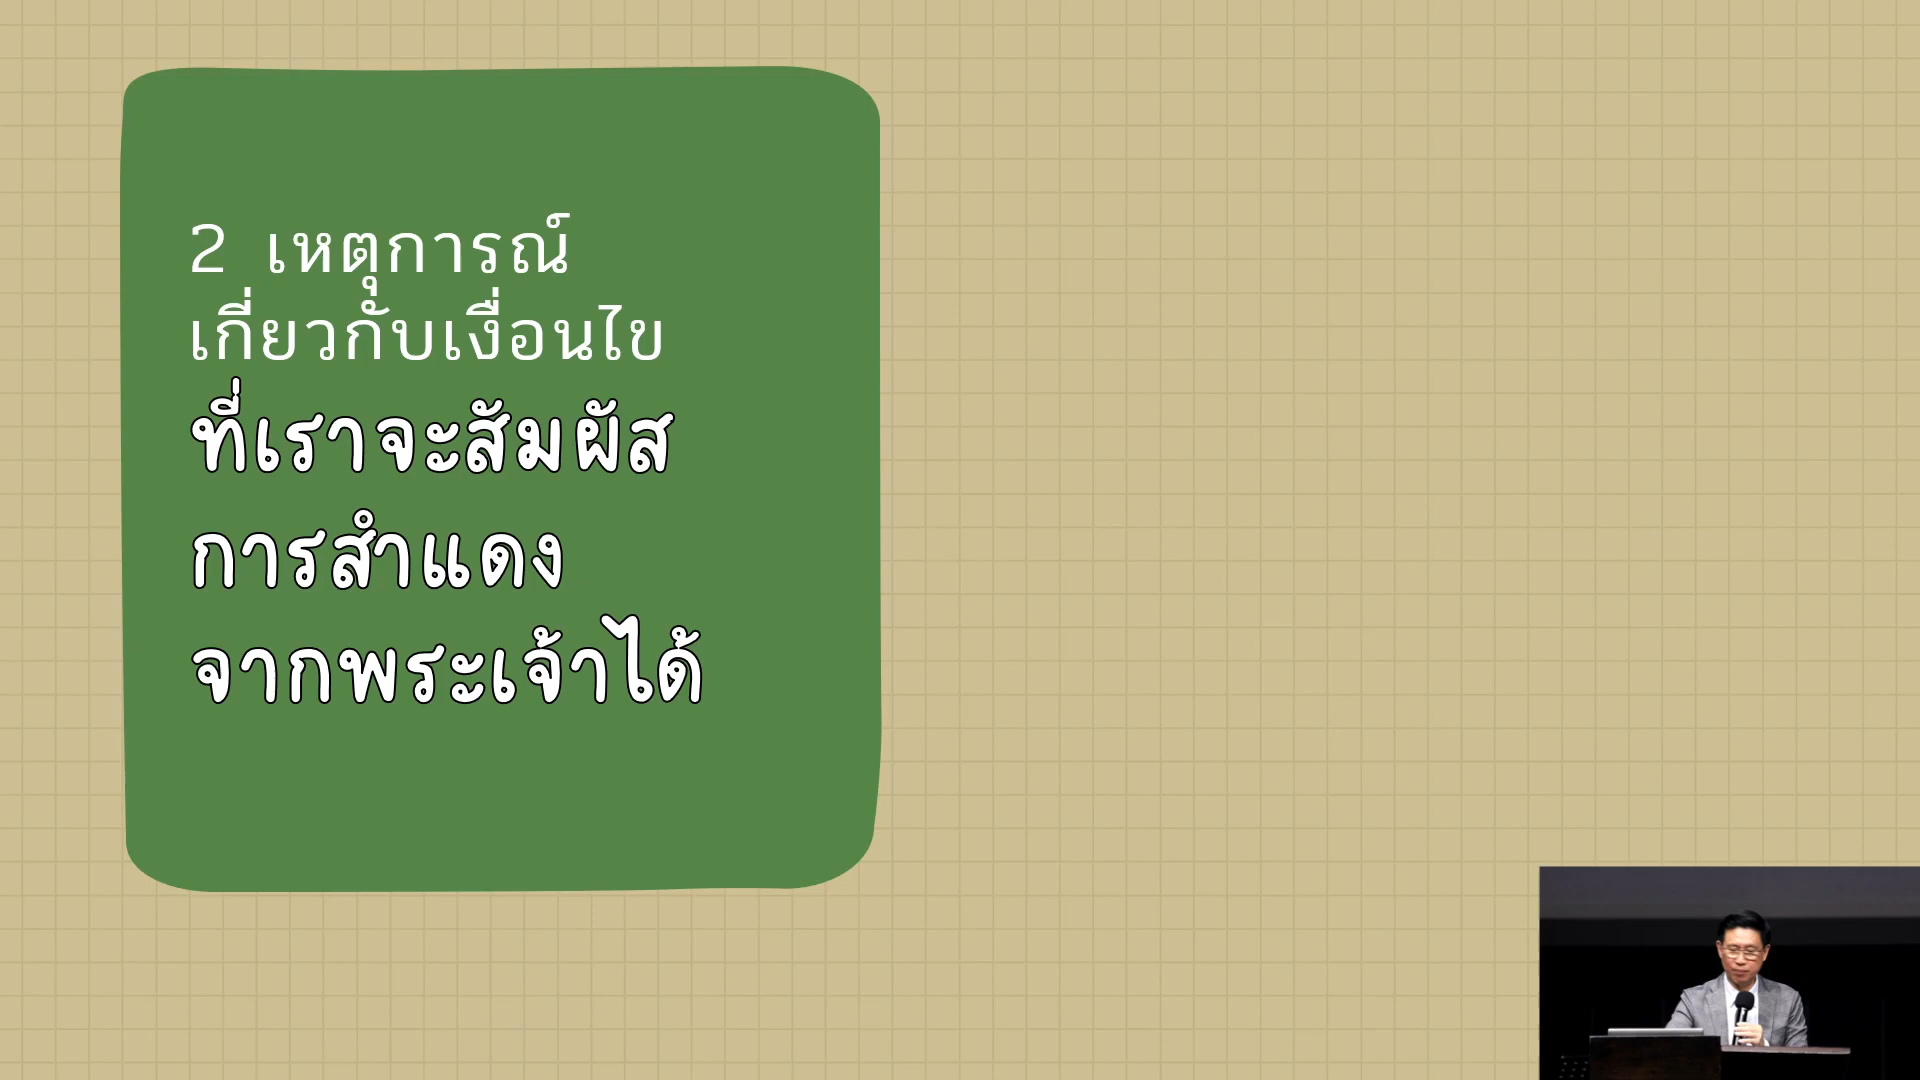 2 เหตุการณ์
เกี่ยวกับเงื่อนไข
ที่เราจะสัมผัส
การสำแดง
จากพระเจ้าได้